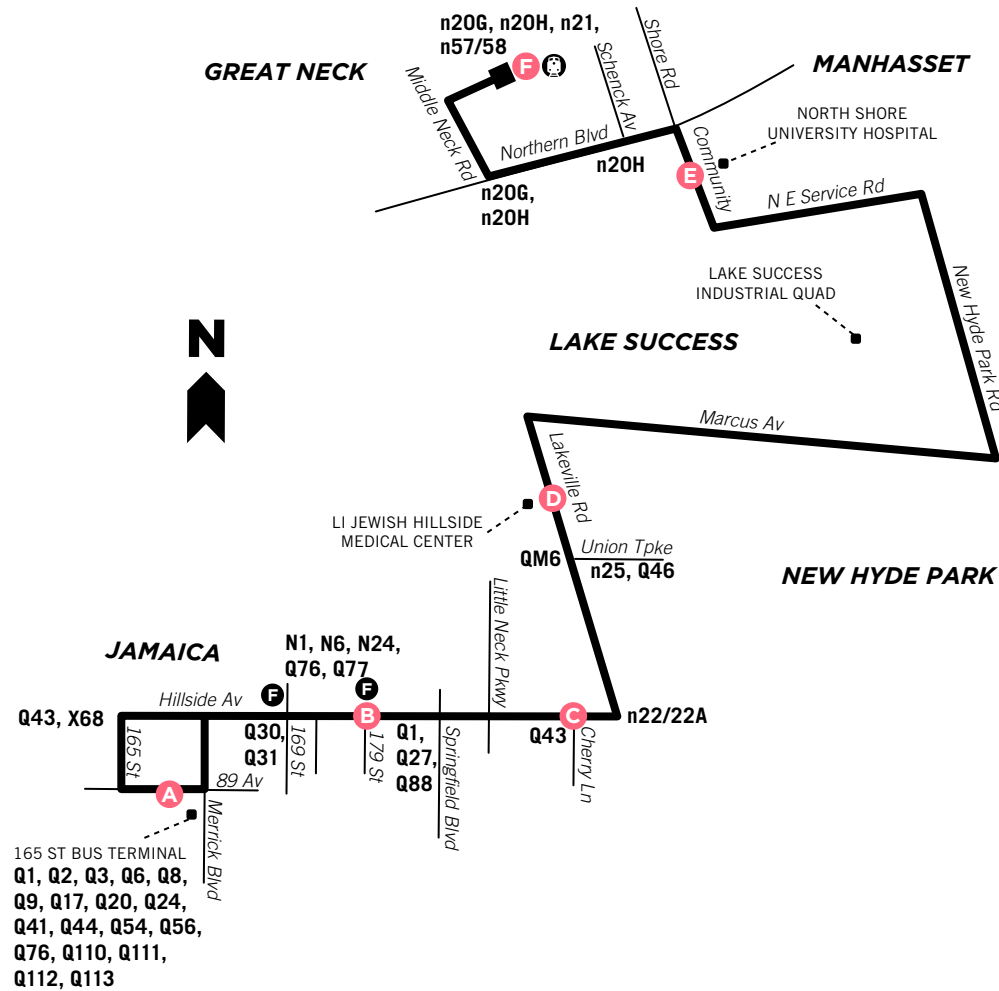 n20G, n20H, n21,
n57/58
F
GREAT NECK
Middle Neck Rd
Schenck Av
Shore Rd
MANHASSET
NORTH SHORE
UNIVERSITY HOSPITAL
Northern Blvd
n20H
Community
E
n20G,
n20H
N E Service Rd
LAKE SUCCESS
INDUSTRIAL QUAD
New Hyde Park Rd
N
LAKE SUCCESS
Marcus Av
Lakeville Rd
D
LI JEWISH HILLSIDE
MEDICAL CENTER
Union Tpke
QM6
n25, Q46
NEW HYDE PARK
Little Neck Pkwy
JAMAICA
N1, N6, N24,
Q76, Q77
Hillside Av
F
F
Q43, X68
B
C
n22/22A
165 St
Q30,
Q31
169 St
179 St
Q1,
Q27,
Q88
Springfield Blvd
Q43
Cherry Ln
A
89 Av
Merrick Blvd
165 ST BUS TERMINAL
Q1, Q2, Q3, Q6, Q8,
Q9, Q17, Q20, Q24,
Q41, Q44, Q54, Q56,
Q76, Q110, Q111,
Q112, Q113